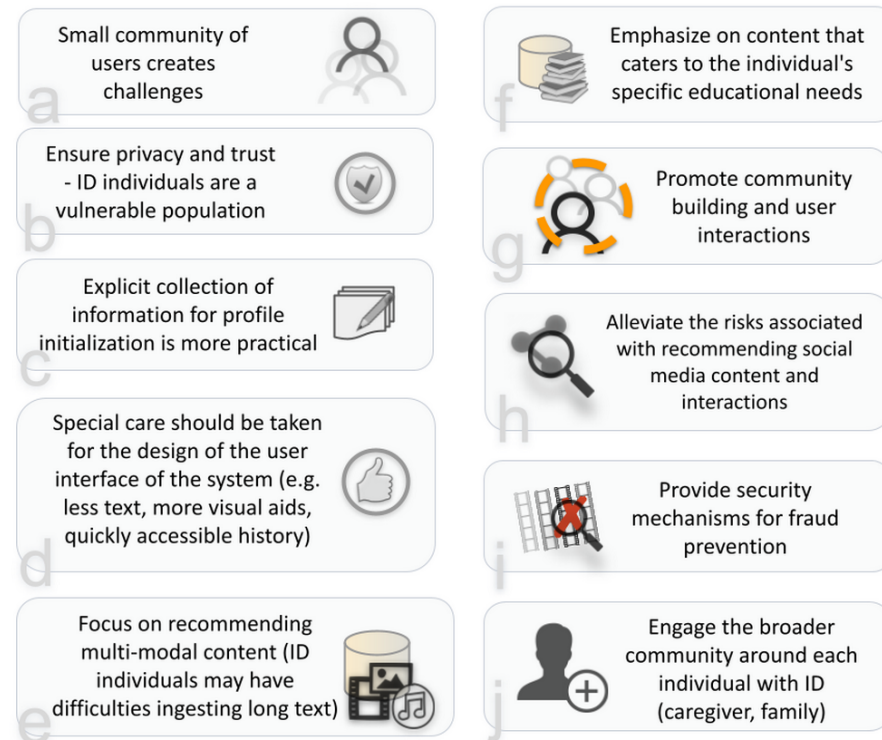 Small community of
users creates
challenges
a
Ensure privacy and trust
- ID individuals are a
vulnerable population
b
Explicit collection of
information for profile
initialization is more practical
c
Special care should be taken
for the design of the user
interface of the system (e.g.
less text, more visual aids,
quickly accessible history)
d
Focus on recommending
multi-modal content (ID
individuals may have
difficulties ingesting long text)
e
Emphasize on content that
caters to the individual's
specific educational needs
f
Promote community
building and user
interactions
g
Alleviate the risks associated
with recommending social
media content and
interactions
h
Provide security
mechanisms for fraud
prevention
i
Engage the broader
community around each
individual with ID
(caregiver, family)
j